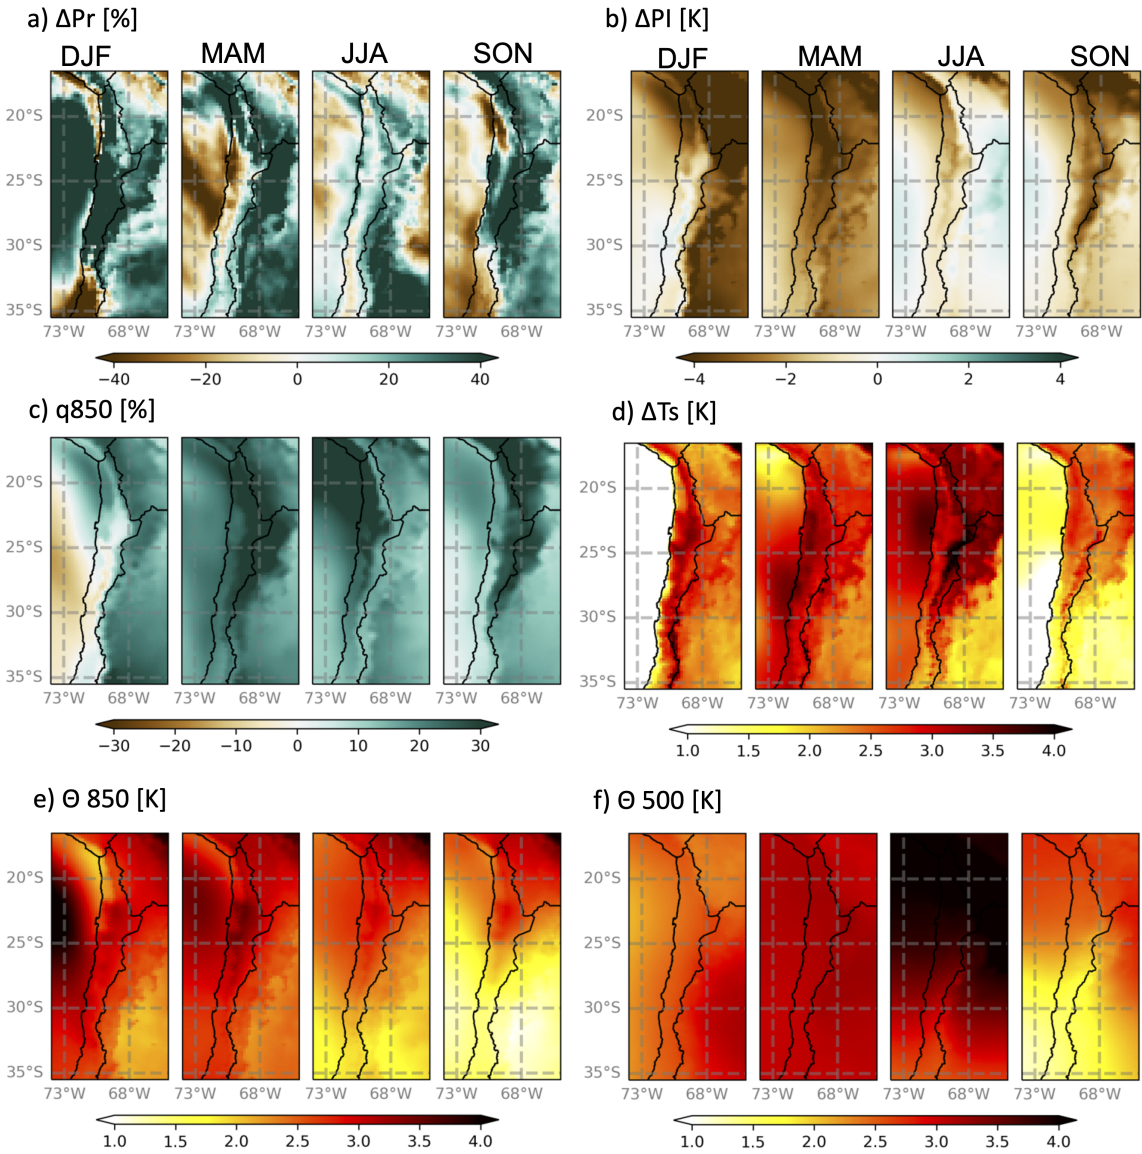 a) ΔPr [%]
b) ΔPI [K]
DJF MAM JJA SON
DJF MAM JJA SON
20°S
25°S
30°S
35°S
73°W 68°W 73°W 68°W 73°W 68°W 73°W 68°W
73°W 68°W 73°W 68°W 73°W 68°W 73°W 68°W
20°S
25°S
30°S
35°S
−40 −20 0 20 40
−4 −2 0 2 4
c) q850 [%]
d) ΔTs [K]
20°S
25°S
30°S
35°S
73°W 68°W 73°W 68°W 73°W 68°W 73°W 68°W
20°S
25°S
30°S
35°S
73°W 68°W 73°W 68°W 73°W 68°W 73°W 68°W
−30 −20 −10 0 10 20 30
1.0 1.5 2.0 2.5 3.0 3.5 4.0
e) Θ 850 [K]
f) Θ 500 [K]
20°S
25°S
30°S
35°S
73°W 68°W 73°W 68°W 73°W 68°W 73°W 68°W
20°S
25°S
30°S
35°S
73°W 68°W 73°W 68°W 73°W 68°W 73°W 68°W
1.0 1.5 2.0 2.5 3.0 3.5 4.0
1.0 1.5 2.0 2.5 3.0 3.5 4.0